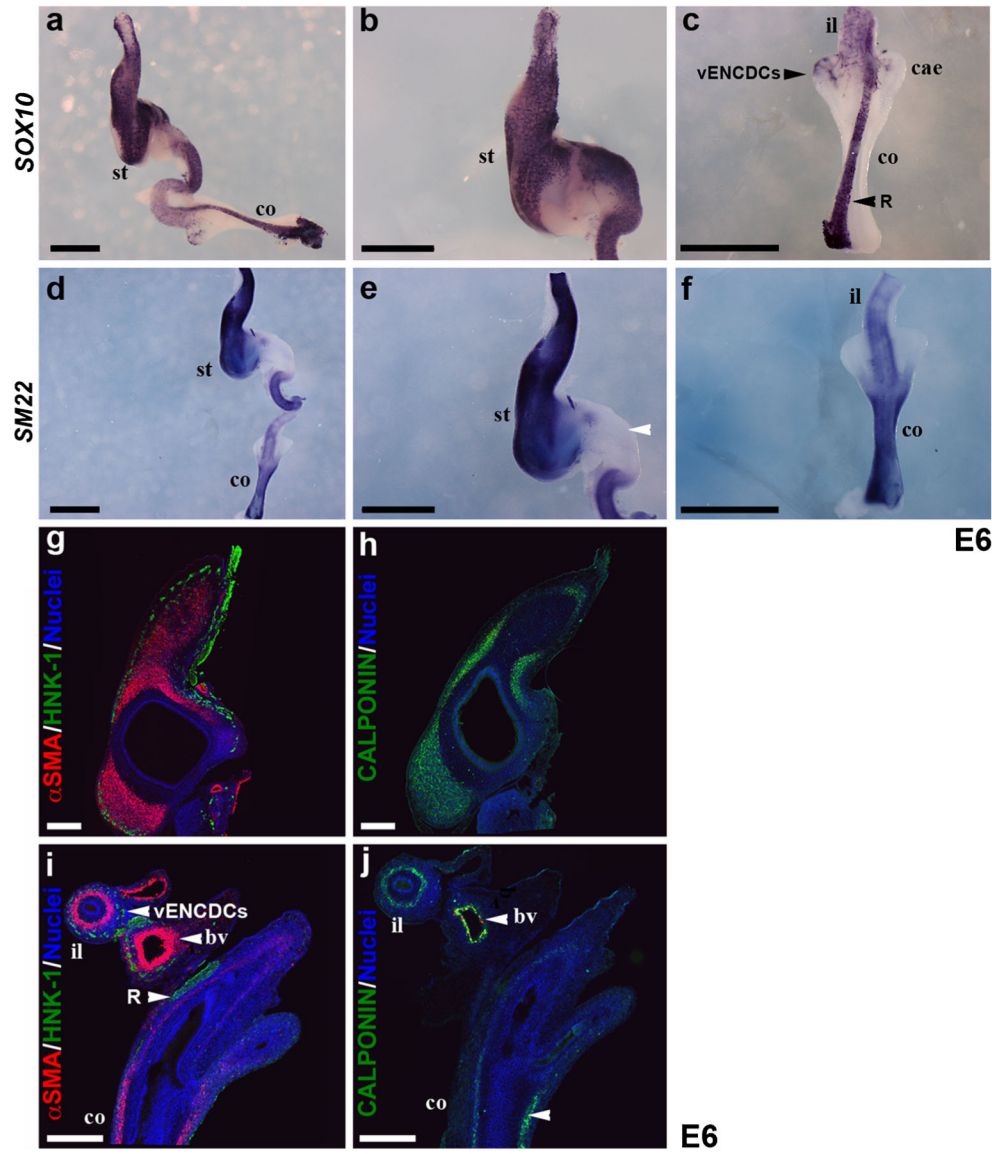 a
b
c
SOX10
il
vENCDCs
cae
st
st
co
R
co
d
e
f
SM22
il
st
st
co
co
E6
g
h
αSMA/HNK-1/Nuclei
CALPONIN/Nuclei
i
j
αSMA/HNK-1/Nuclei
CALPONIN/Nuclei
vENCDCs
il
bv
R
co
il
bv
co
E6